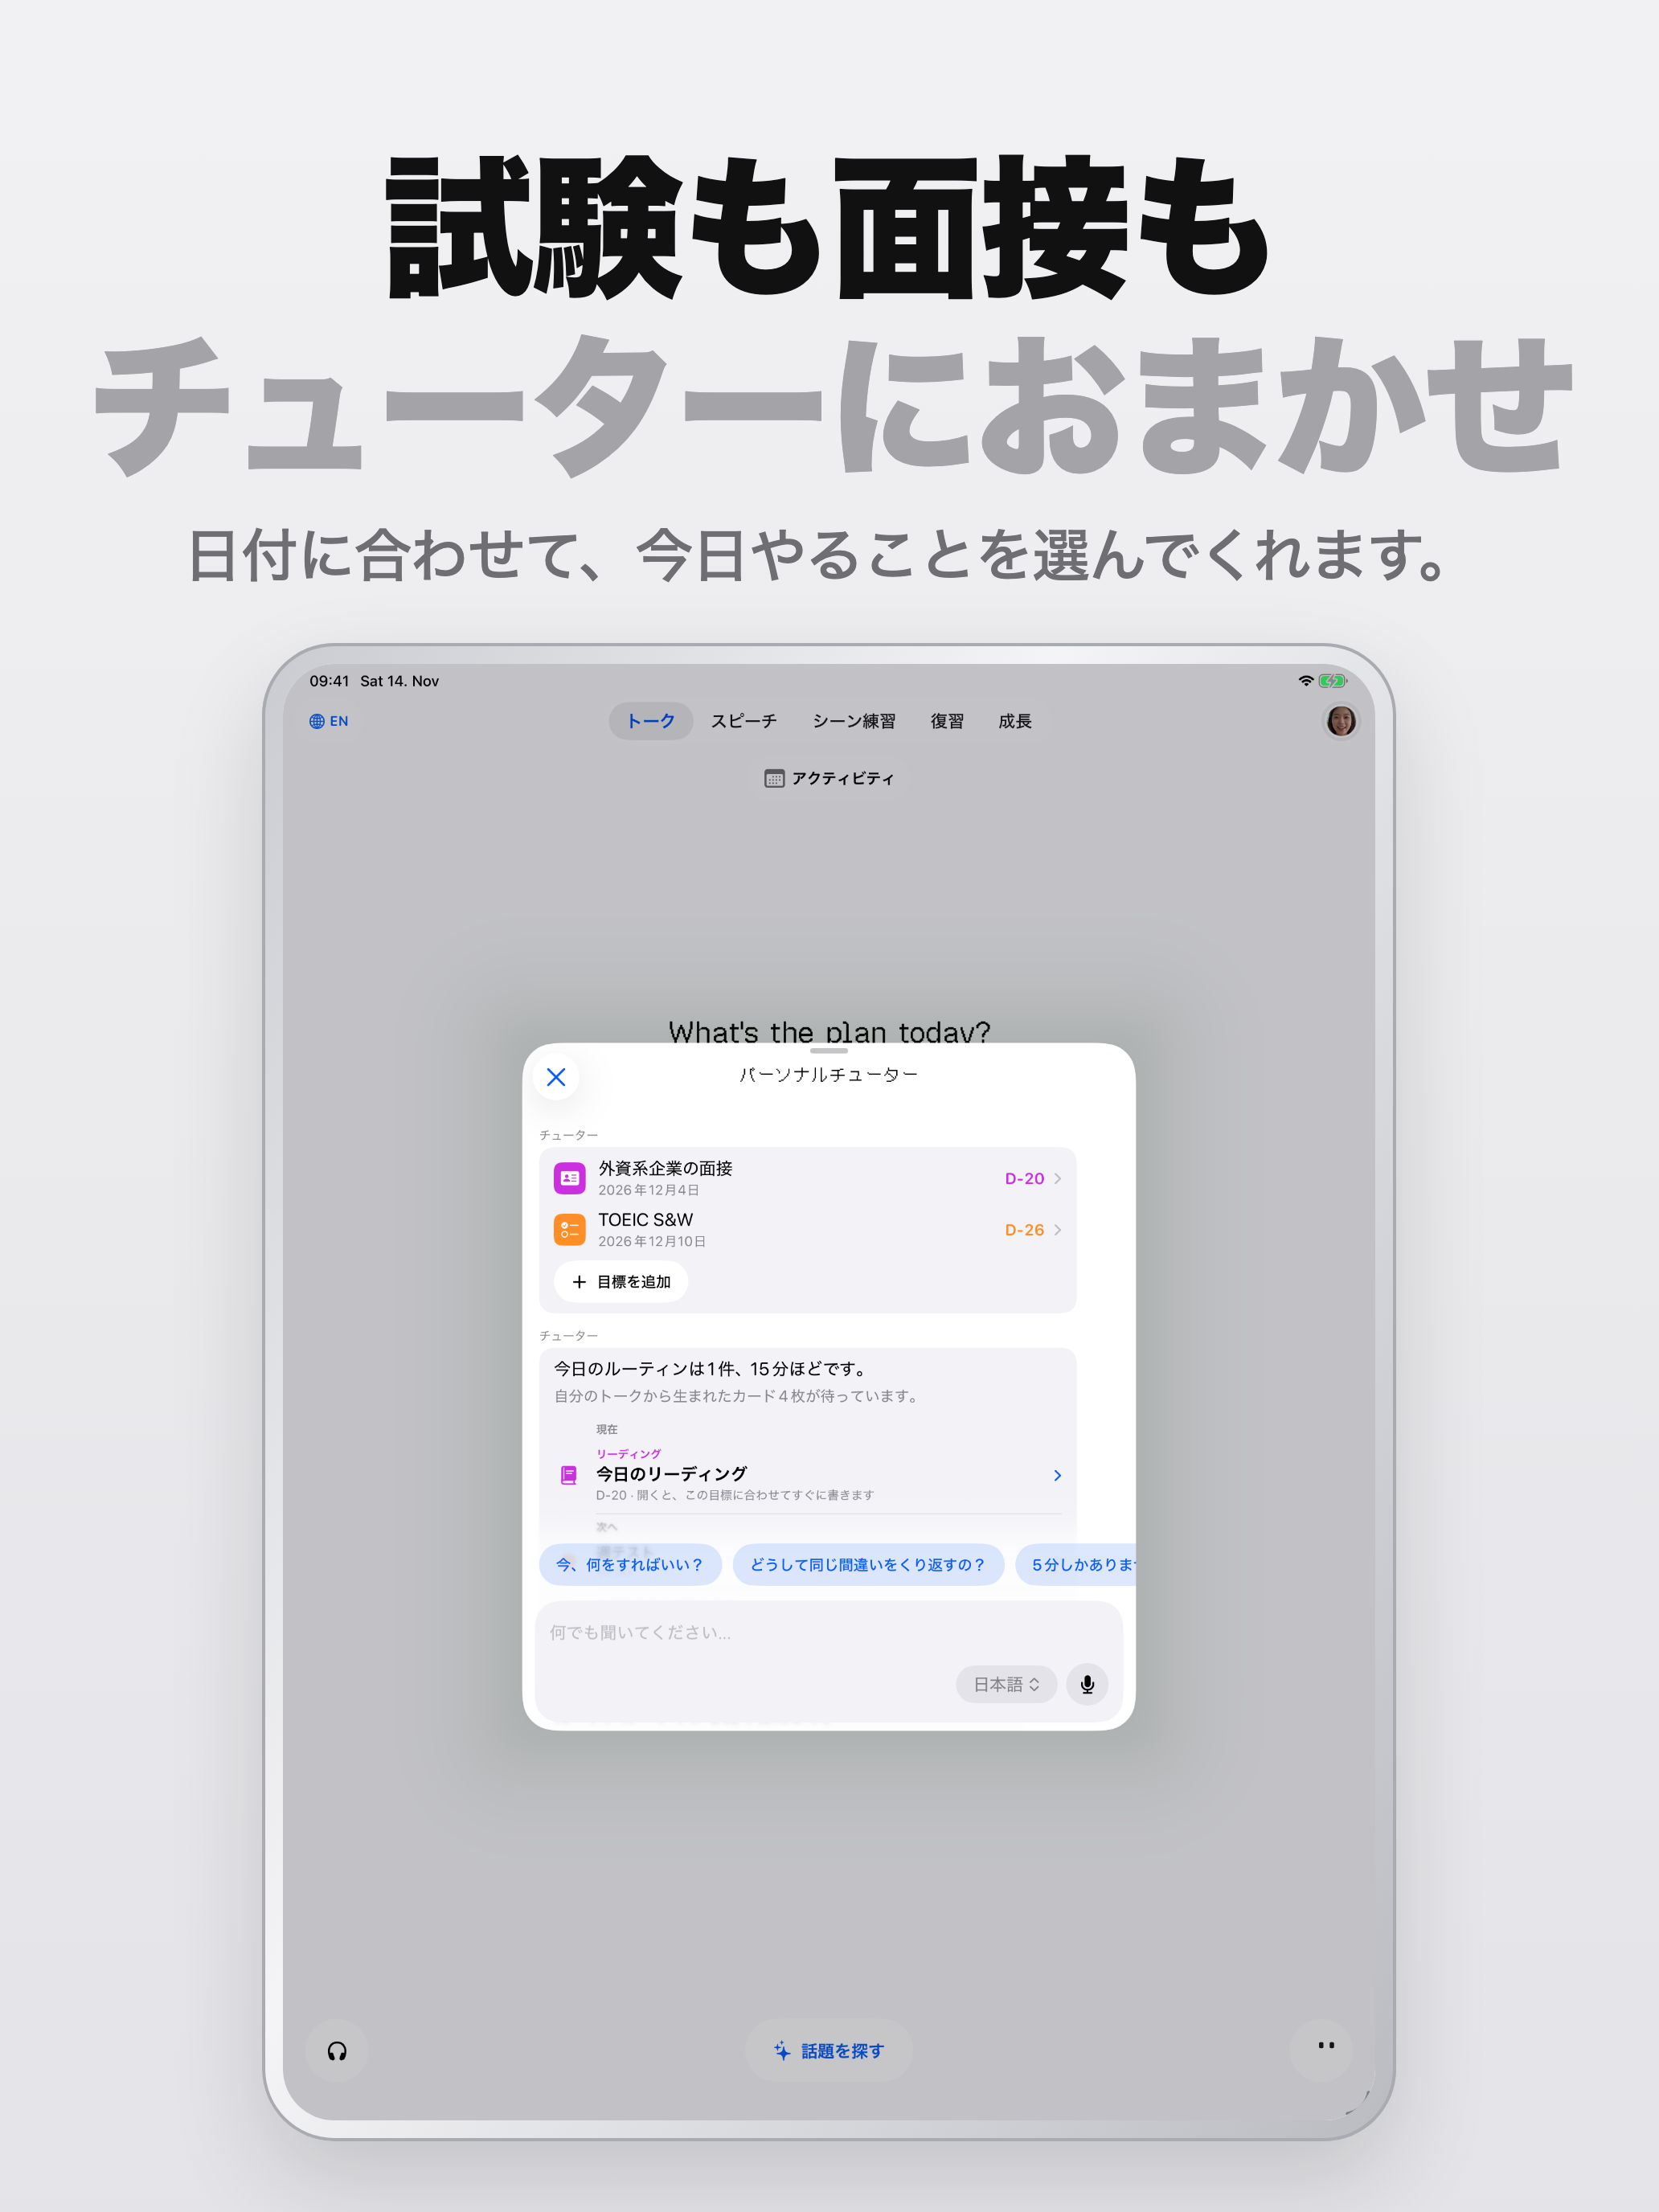 試験も面接も
チューターにおまかせ
日付に合わせて、今日やることを選んでくれます。
09:41 Sat 14. Nov
EN トーク スピーチ シーン練習 復習 成長
アクティビティ
What's the plan today?
パーソナルチューター
チューター
外資系企業の面接
2026年12月4日
D-20
TOEIC S&W
2026年12月10日
D-26
目標を追加
チューター
今日のルーティンは1件、15分ほどです。
自分のトークから生まれたカード4枚が待っています。
現在
リーディング
今日のリーディング
D-20 · 開くと、この目標に合わせてすぐに書きます
次へ
今、何をすればいい？ どうして同じ間違いをくり返すの？ 5分しかありま
何でも聞いてください...
日本語
話題を探す